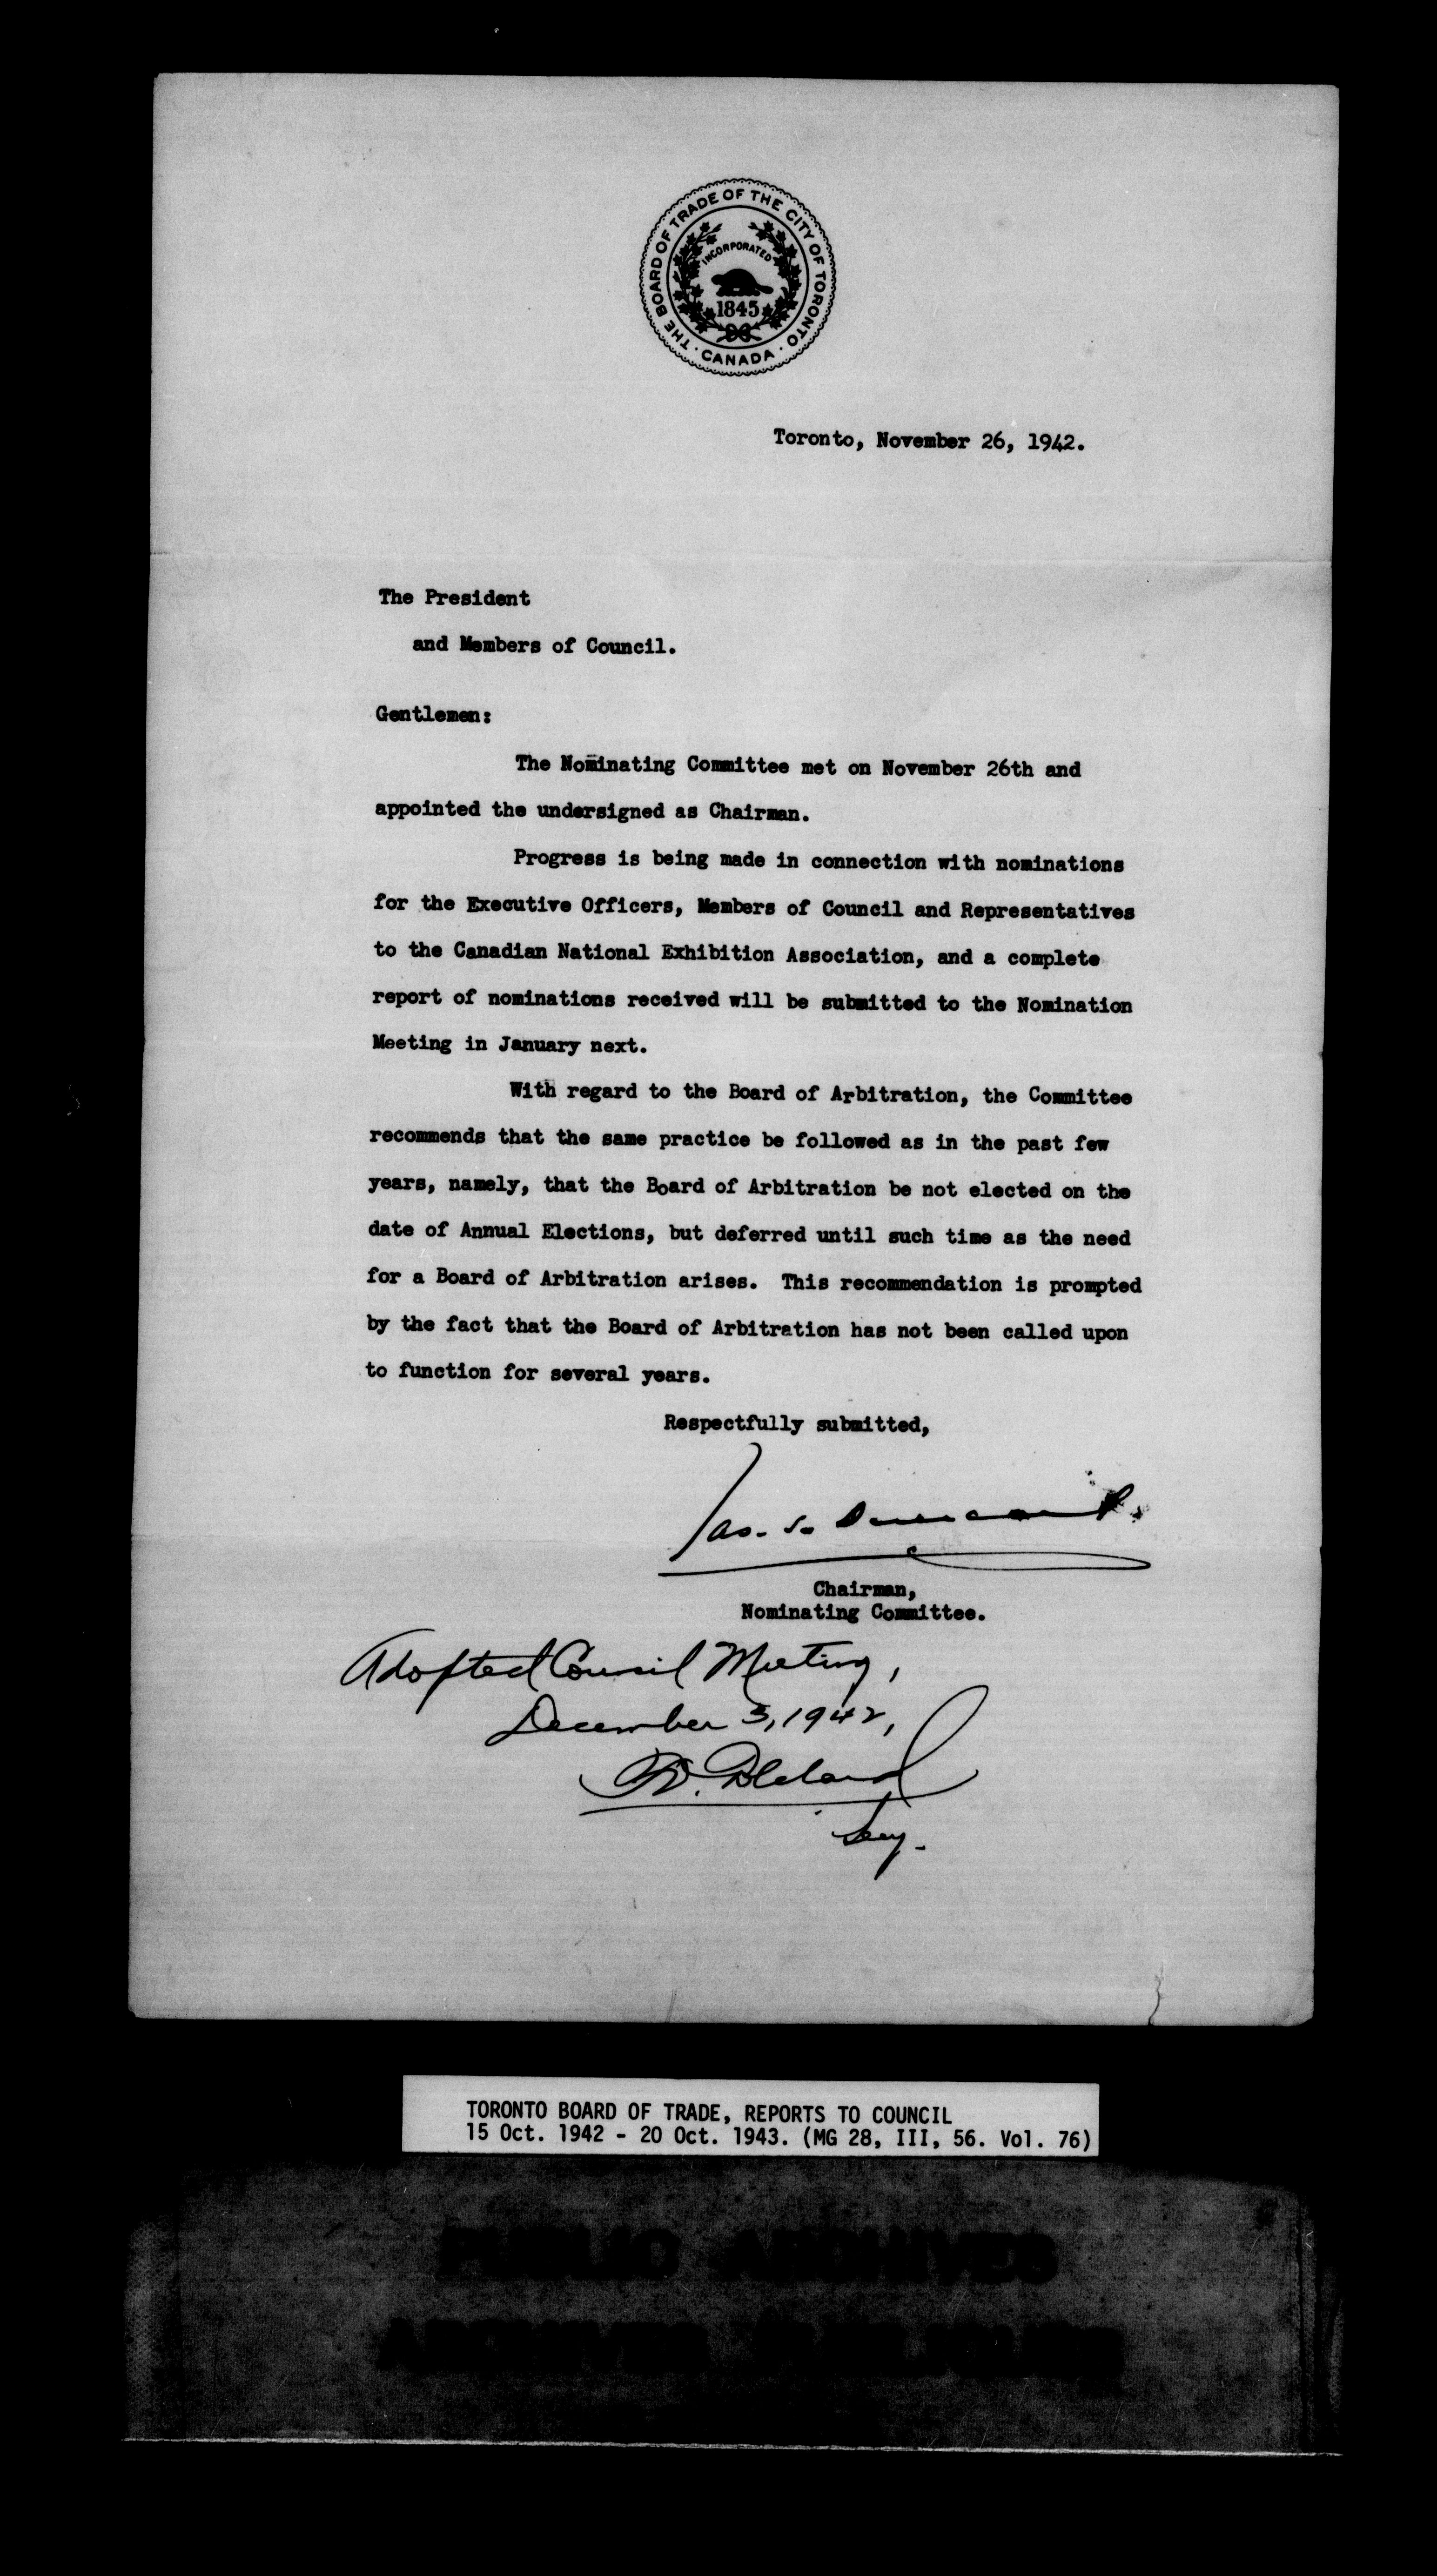 THE BOARD OF TRADE OF THE CITY OF TORONTO · CANADA ·
INCORPORATED
1845
Toronto, November 26, 1942.
The President
and Members of Council.
Gentlemen:
The Nominating Committee met on November 26th and
appointed the undersigned as Chairman.
Progress is being made in connection with nominations
for the Executive Officers, Members of Council and Representatives
to the Canadian National Exhibition Association, and a complete
report of nominations received will be submitted to the Nomination
Meeting in January next.
With regard to the Board of Arbitration, the Committee
recommends that the same practice be followed as in the past few
years, namely, that the Board of Arbitration be not elected on the
date of Annual Elections, but deferred until such time as the need
for a Board of Arbitration arises. This recommendation is prompted
by the fact that the Board of Arbitration has not been called upon
to function for several years.
Respectfully submitted,
Jas. S. Duncan
Chairman,
Nominating Committee.
Adopted Council Meeting,
December 3, 1942,
Secy.
TORONTO BOARD OF TRADE, REPORTS TO COUNCIL
15 Oct. 1942 - 20 Oct. 1943. (MG 28, III, 56. Vol. 76)
PUBLIC ARCHIVES
ARCHIVES PUBLIQUES